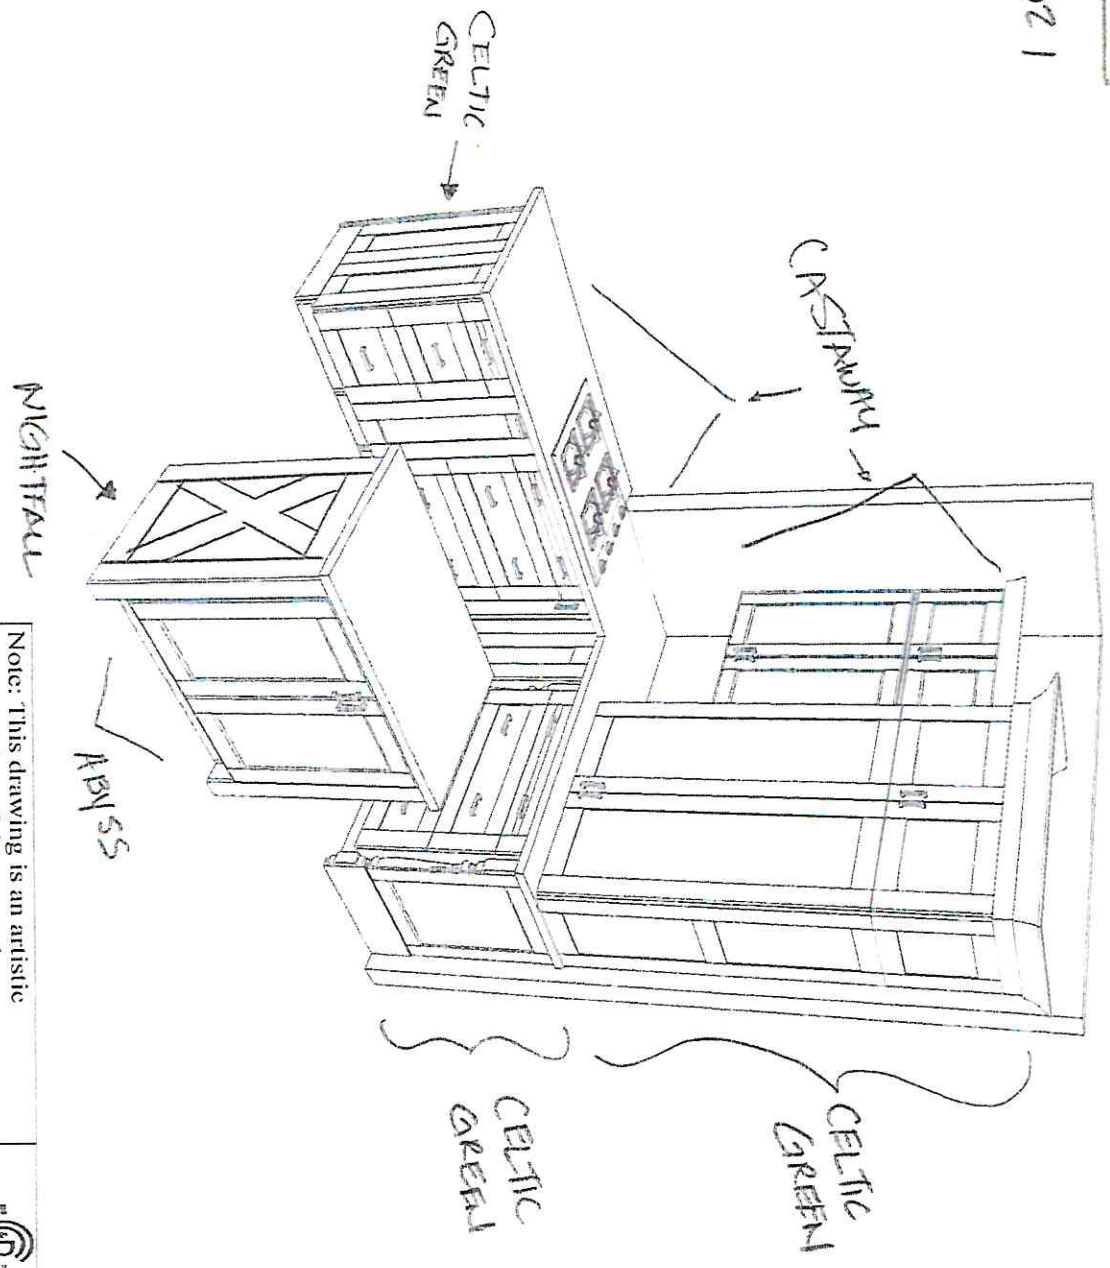 CELTIC
GREEN
CASTAWAY
NIGHTFALL
ABYSS
CELTIC
GREEN
CELTIC
GREEN
Note: This drawing is an artistic